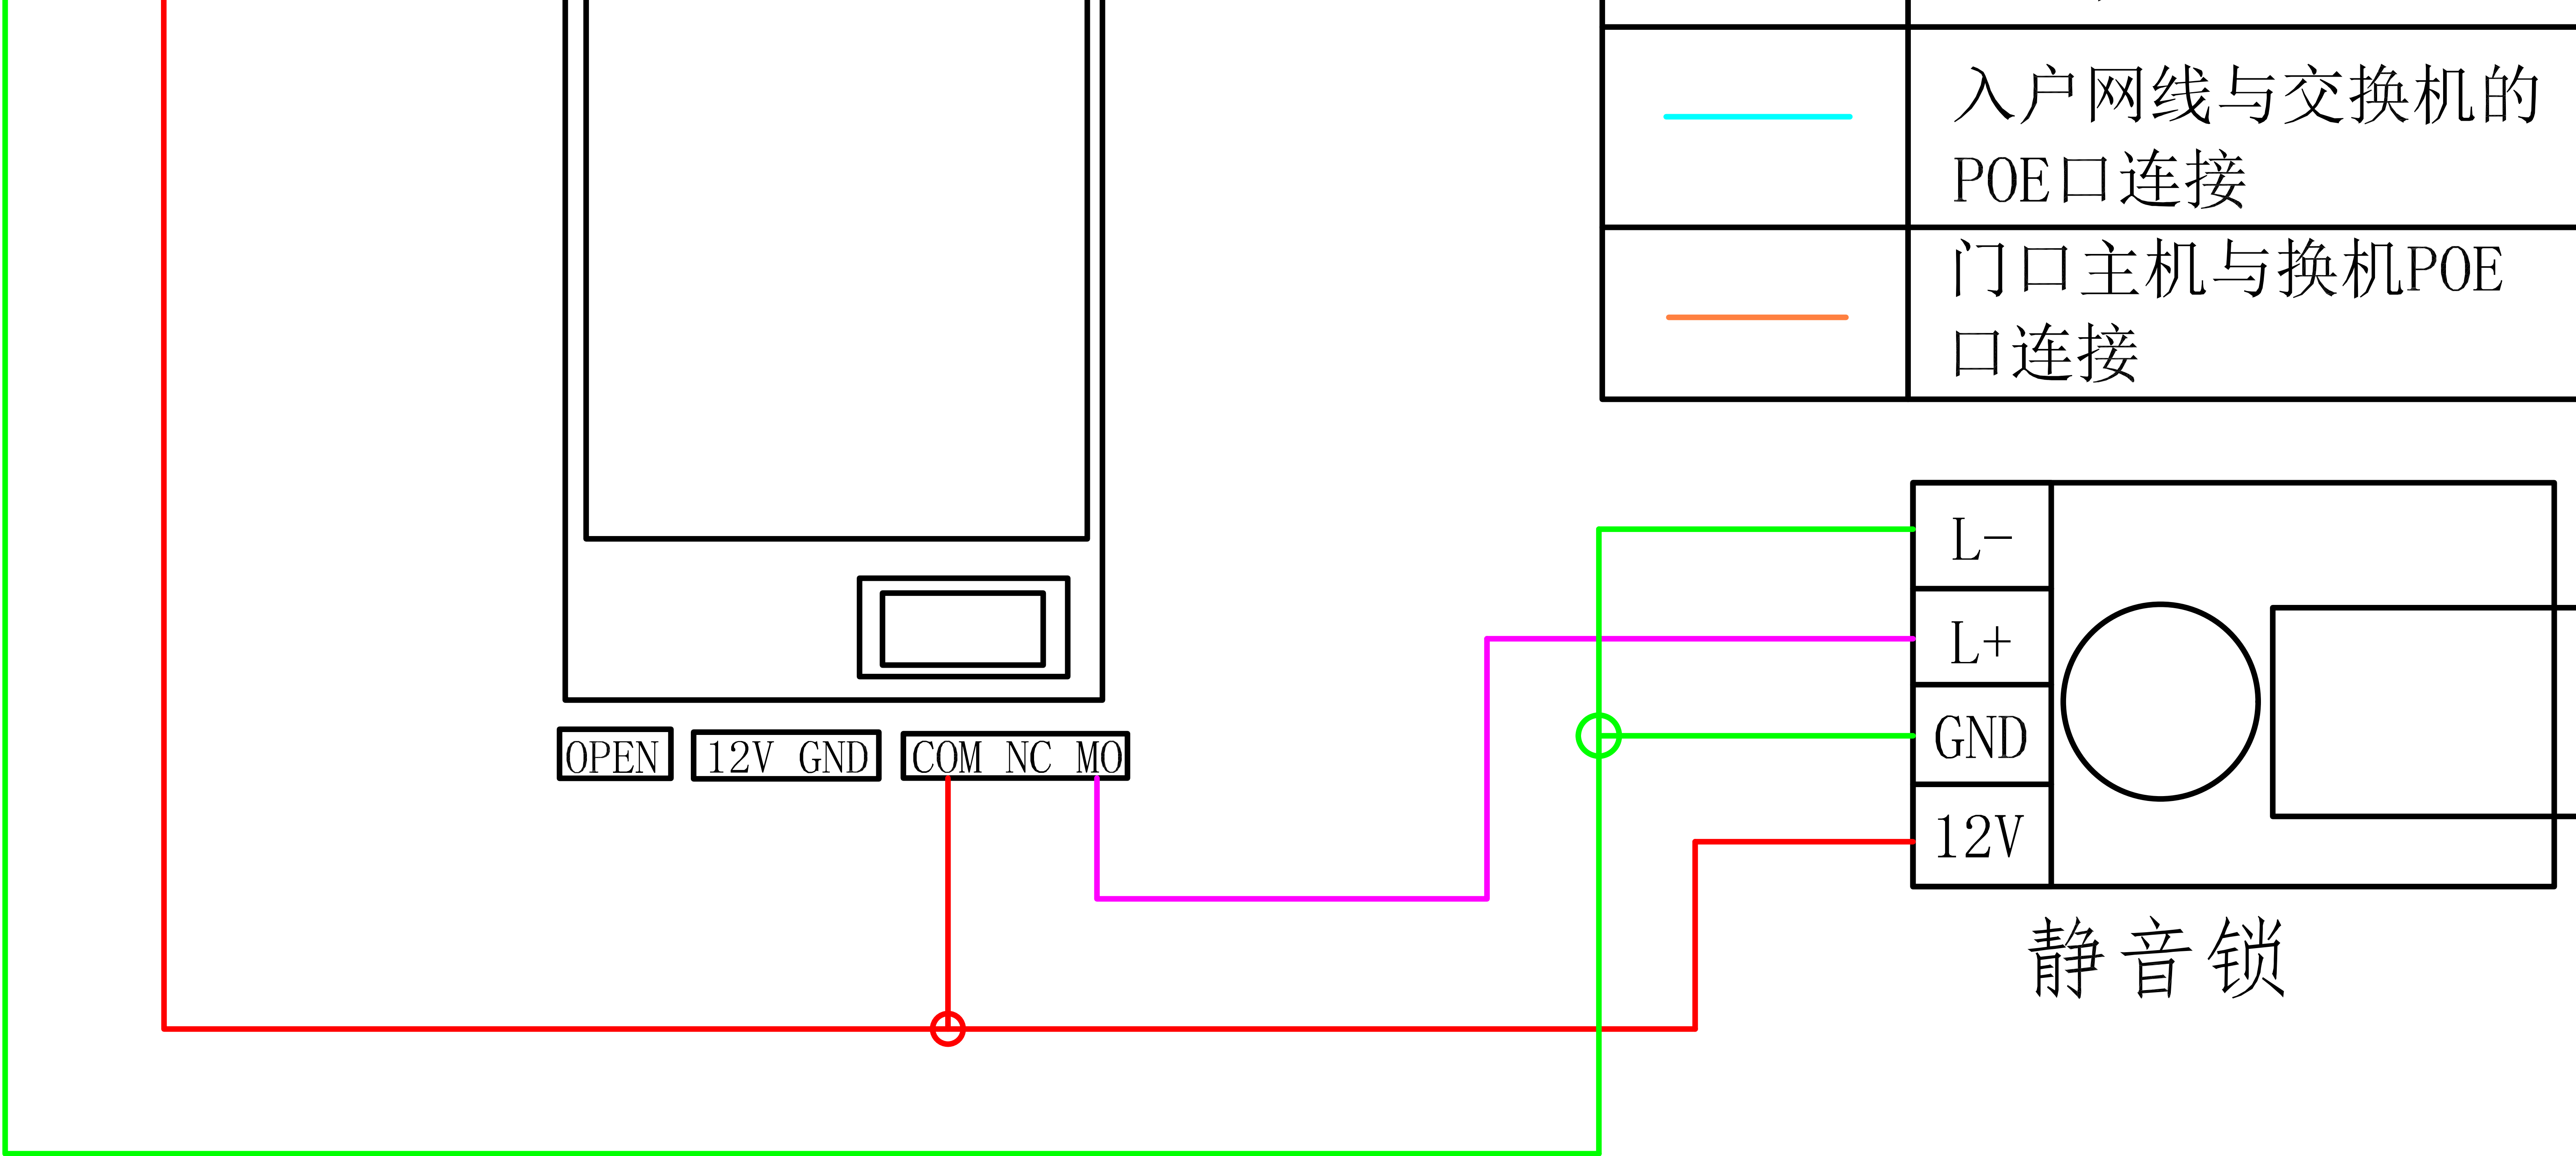 入户网线与交换机的
POE口连接
门口主机与换机POE
口连接
L-
L+
GND
12V
OPEN
12V GND
COM NC MO
静音锁